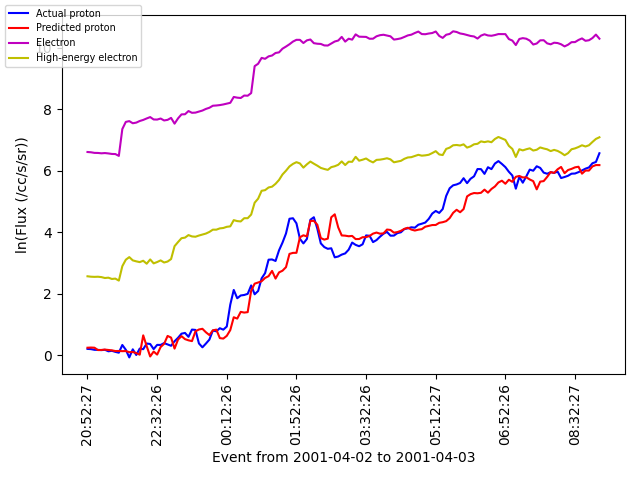 Actual proton
Predicted proton
Electron
High-energy electron
10
8
6
4
2
0
ln(Flux (/cc/s/sr))
20:52:27
22:32:26
00:12:26
01:52:26
03:32:26
05:12:27
06:52:26
08:32:27
Event from 2001-04-02 to 2001-04-03